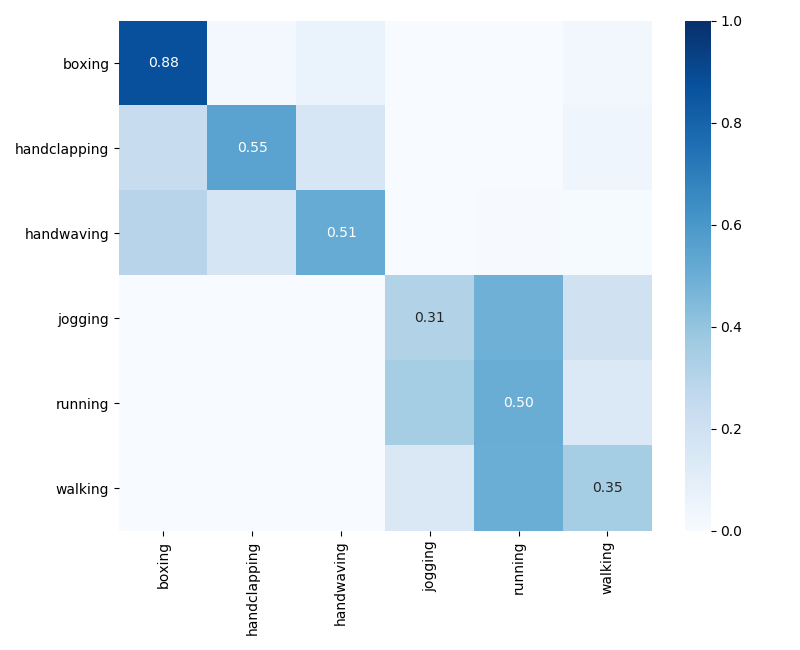 boxing
handclapping
handwaving
jogging
running
walking
0.88
0.55
0.51
0.31
0.50
0.35
boxing
handclapping
handwaving
jogging
running
walking
1.0
0.8
0.6
0.4
0.2
0.0